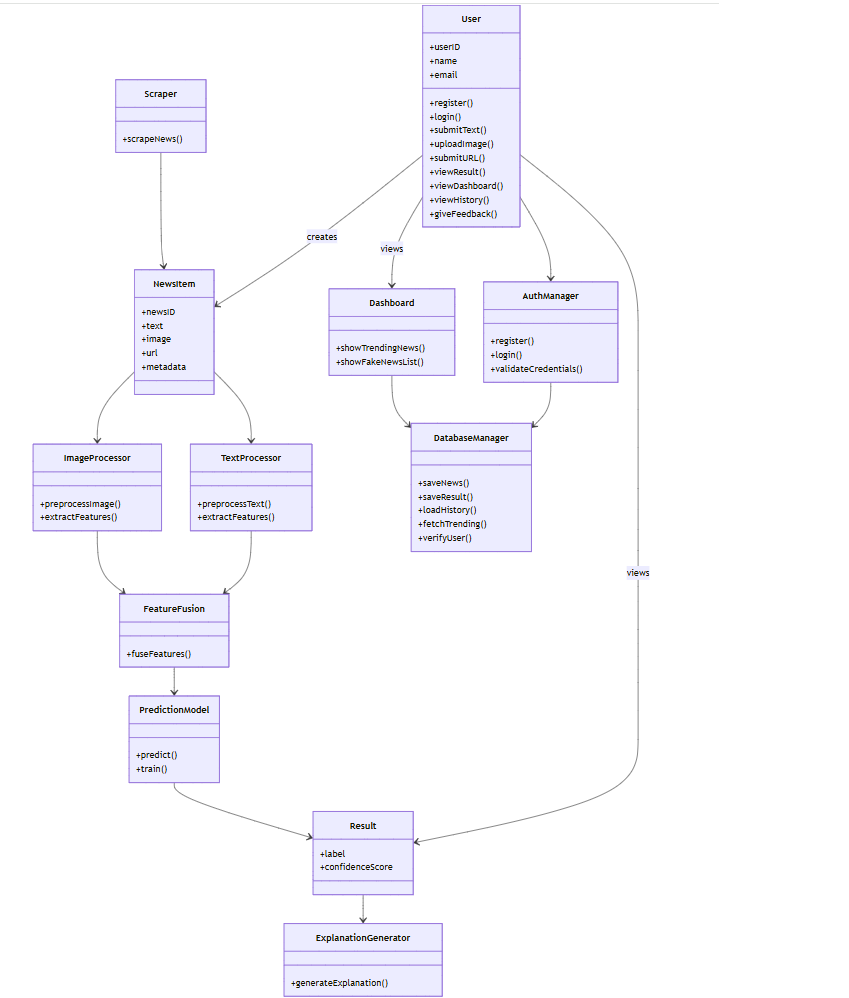 User
+userID
+name
+email
+register()
+login()
+submitText()
+uploadImage()
+submitURL()
+viewResult()
+viewDashboard()
+viewHistory()
+giveFeedback()
Scraper
+scrapeNews()
creates
views
NewsItem
+newsID
+text
+image
+url
+metadata
Dashboard
+showTrendingNews()
+showFakeNewsList()
AuthManager
+register()
+login()
+validateCredentials()
ImageProcessor
+preprocessImage()
+extractFeatures()
TextProcessor
+preprocessText()
+extractFeatures()
DatabaseManager
+saveNews()
+saveResult()
+loadHistory()
+fetchTrending()
+verifyUser()
views
FeatureFusion
+fuseFeatures()
PredictionModel
+predict()
+train()
Result
+label
+confidenceScore
ExplanationGenerator
+generateExplanation()